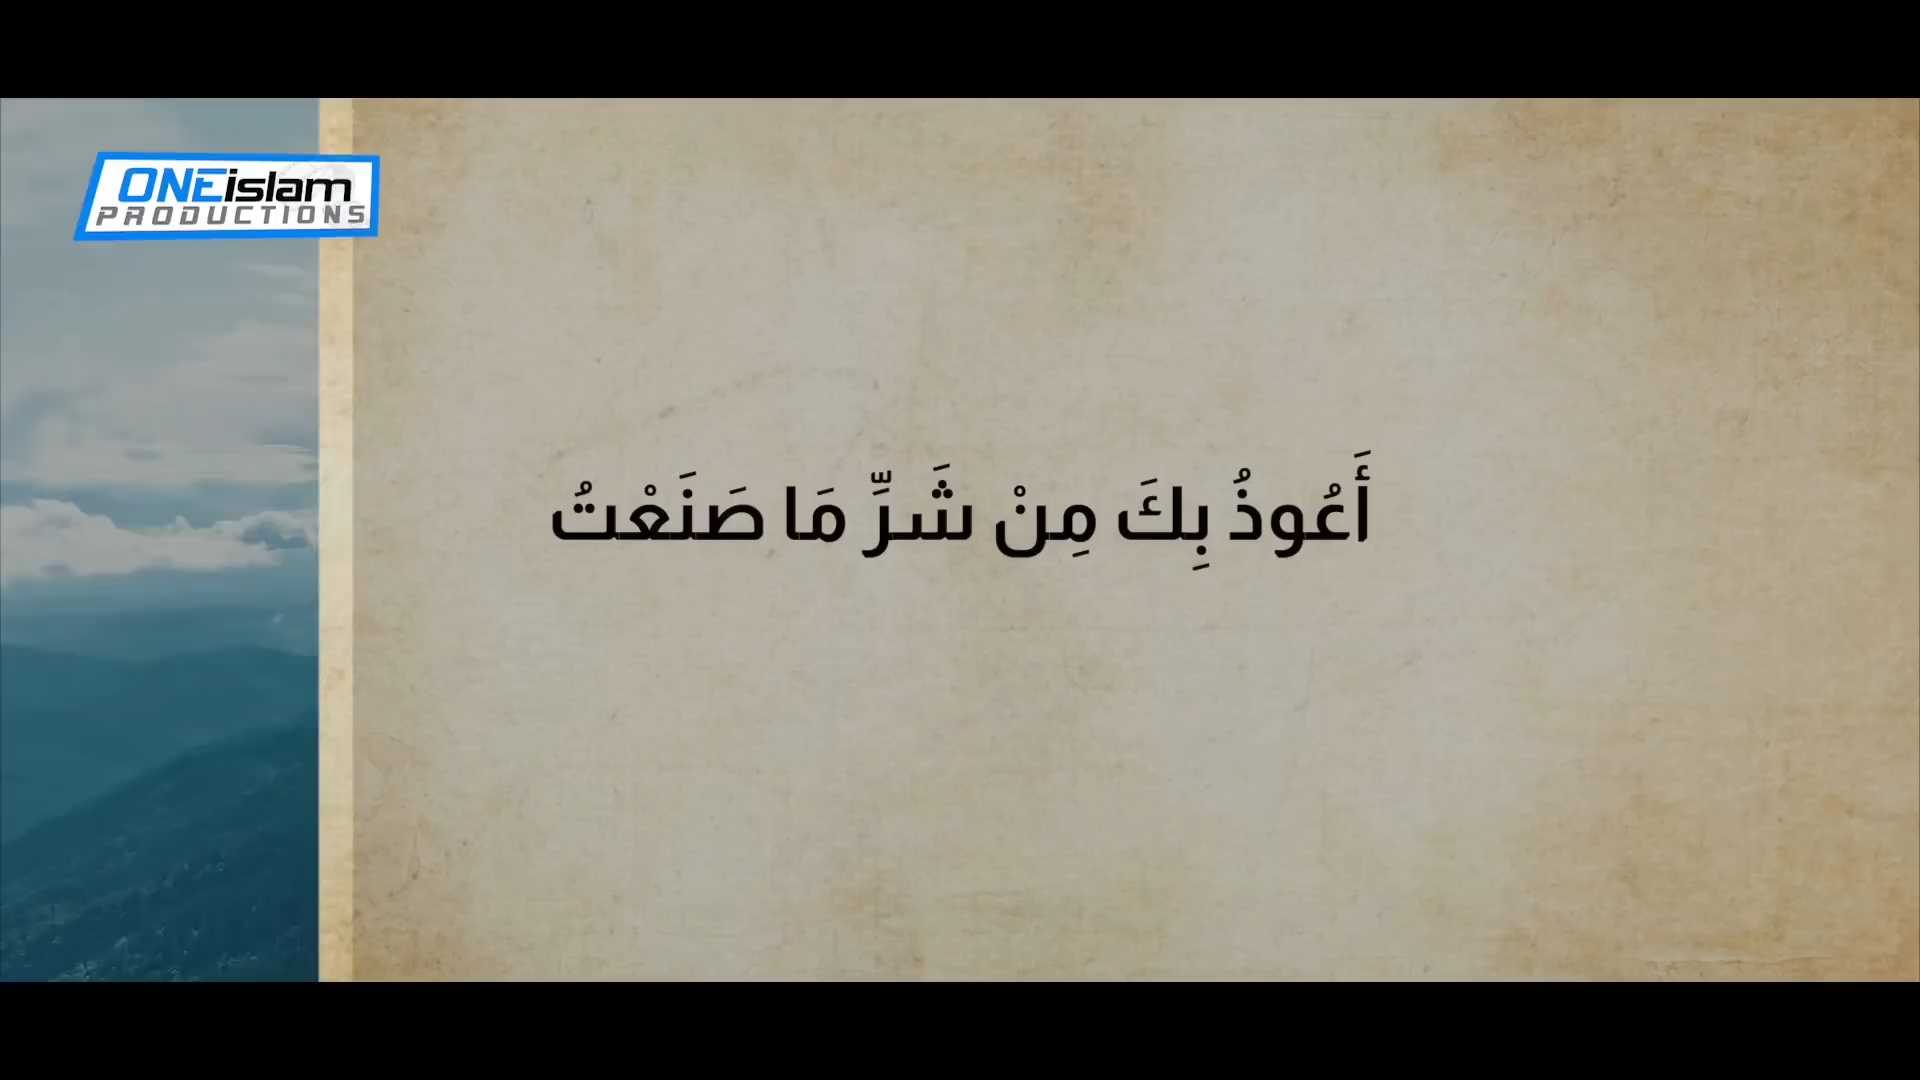 ONEislam
PRODUCTIONS
أَعُوذُ بِكَ مِنْ شَرِّ مَا صَنَعْتُ